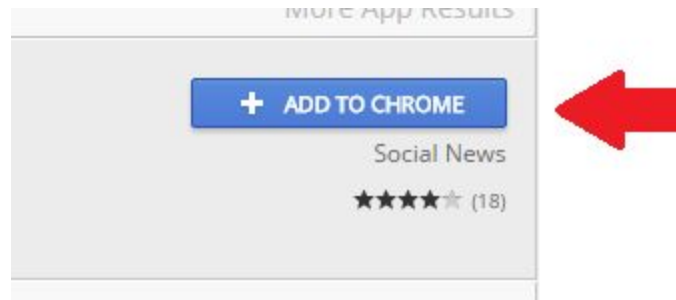 More App Results
+ ADD TO CHROME
Social News
★★★★★ (18)